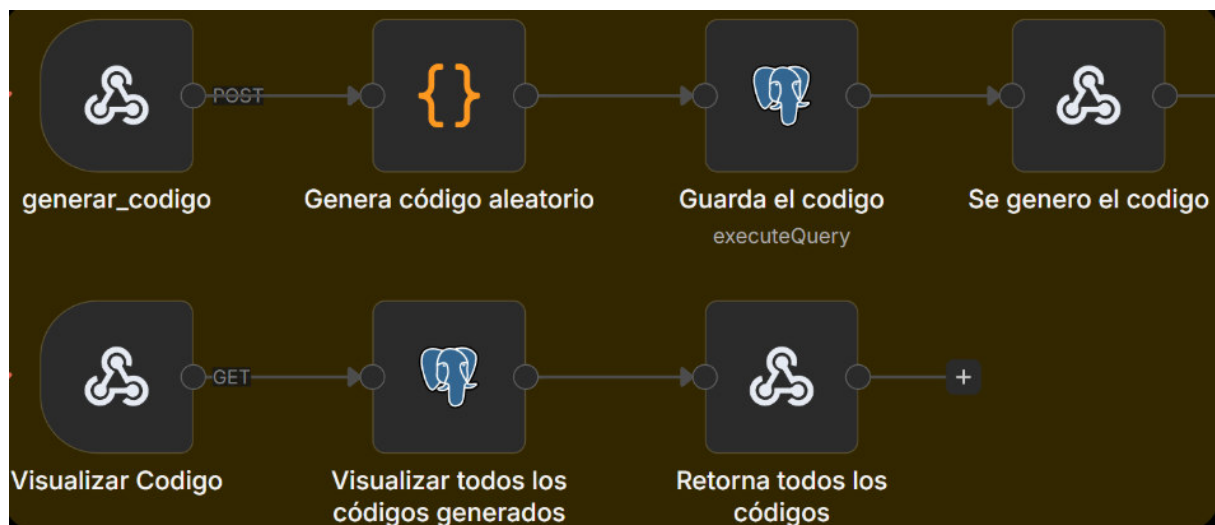 POST
generar_codigo
Genera código aleatorio
Guarda el codigo
Se genero el codigo
executeQuery
GET
Visualizar Codigo
Visualizar todos los
códigos generados
Retorna todos los
códigos